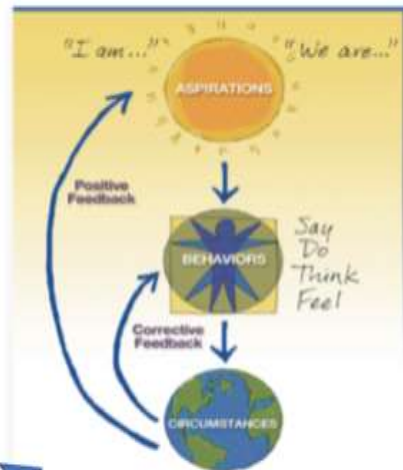 "I am..."
"We are..."
ASPIRATIONS
Positive
Feedback
BEHAVIORS
Say
Do
Think
Feel
Corrective
Feedback
CIRCUMSTANCES